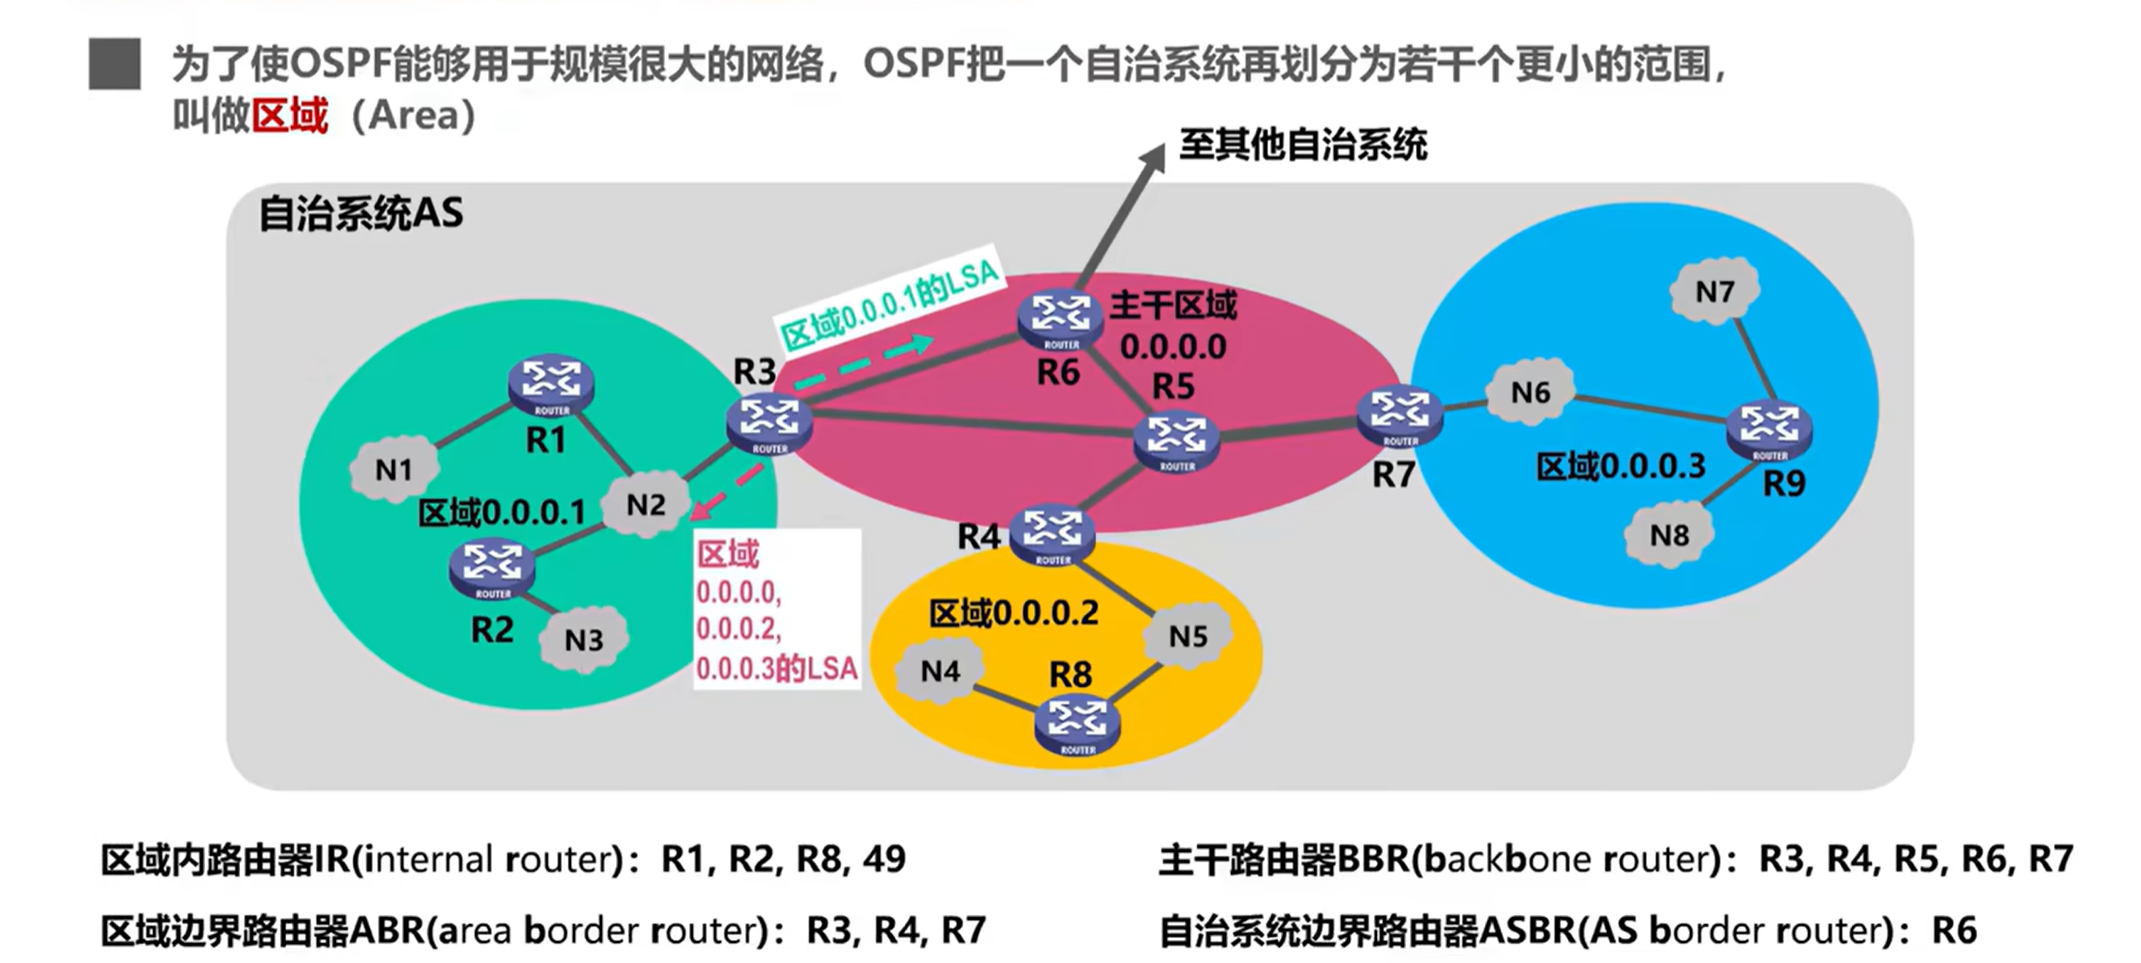 为了使OSPF能够用于规模很大的网络，OSPF把一个自治系统再划分为若干个更小的范围，
叫做区域（Area）
至其他自治系统
自治系统AS
区域0.0.0.1的LSA
主干区域
0.0.0.0
N7
R3
ROUTER
R6
R5
ROUTER
R1
ROUTER
N6
ROUTER
R7
N1
ROUTER
ROUTER
R9
区域0.0.0.3
区域0.0.0.1
N2
N8
R4
ROUTER
区域
0.0.0.0,
0.0.0.2,
0.0.0.3的LSA
ROUTER
R2
N3
区域0.0.0.2
N5
N4
R8
ROUTER
区域内路由器IR(internal router)：R1, R2, R8, 49
主干路由器BBR(backbone router)：R3, R4, R5, R6, R7
区域边界路由器ABR(area border router)：R3, R4, R7
自治系统边界路由器ASBR(AS border router)：R6